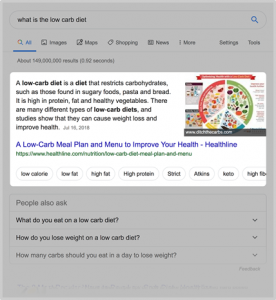 what is the low carb diet
All Images Maps Shopping News More Settings Tools
About 149,000,000 results (0.92 seconds)
A low-carb diet is a diet that restricts carbohydrates,
such as those found in sugary foods, pasta and bread.
It is high in protein, fat and healthy vegetables. There
are many different types of low-carb diets, and
studies show that they can cause weight loss and
improve health. Jul 16, 2018
www.ditchthecarbs.com
A Low-Carb Meal Plan and Menu to Improve Your Health - Healthline
https://www.healthline.com/nutrition/low-carb-diet-meal-plan-and-menu
low calorie low fat high fat High protein Strict Atkins keto high fib
People also ask
What do you eat on a low carb diet?
How do you lose weight on a low carb diet?
How many carbs should you eat in a day to lose weight?
Feedback